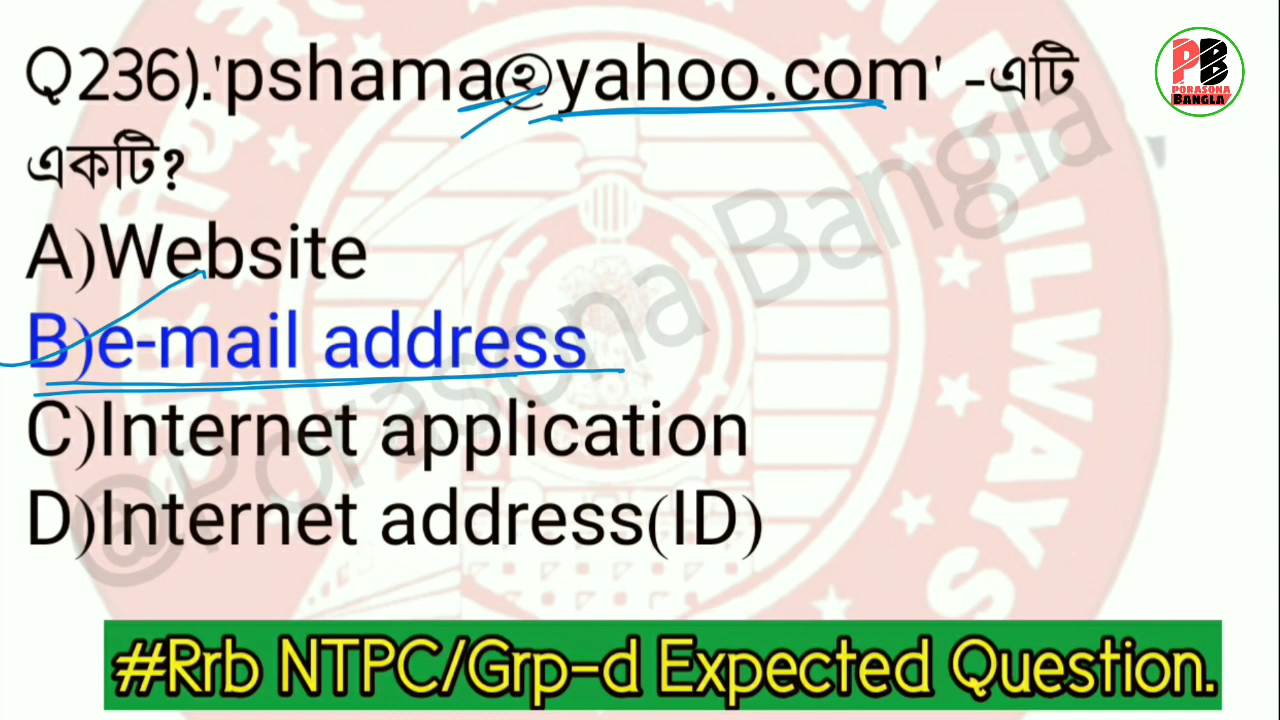 Q236).'pshama@yahoo.com' -এটি
একটি?
A)Website
B)e-mail address
C)Internet application
D)Internet address(ID)
#Rrb NTPC/Grp-d Expected Question.
PB
PORASONA
BANGLA
@Porasona Bangla
RAILWAYS